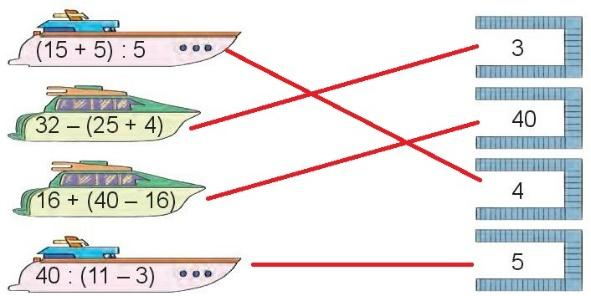 (15 + 5) : 5
3
32 – (25 + 4)
40
16 + (40 – 16)
4
40 : (11 – 3)
5